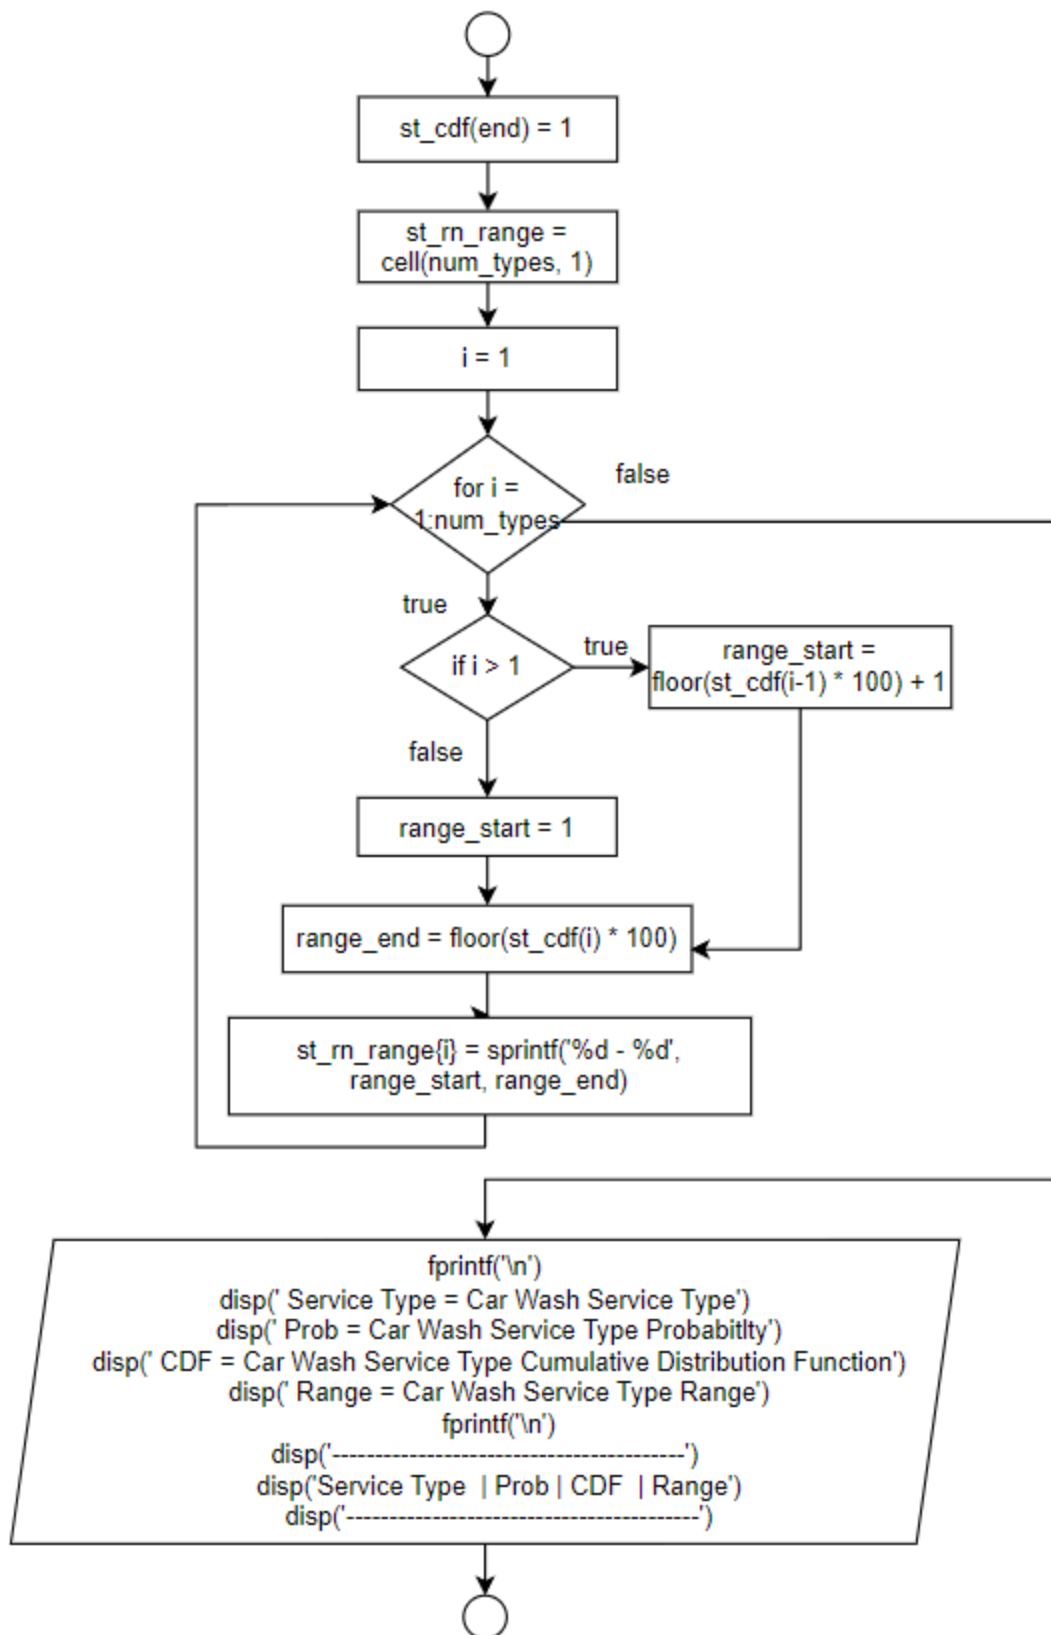 st_cdf(end) = 1
st_rn_range =
cell(num_types, 1)
i = 1
for i =
1:num_types
false
true
if i > 1
true
range_start =
floor(st_cdf(i-1) * 100) + 1
false
range_start = 1
range_end = floor(st_cdf(i) * 100)
st_rn_range{i} = sprintf('%d - %d',
range_start, range_end)
fprintf('\n')
disp(' Service Type = Car Wash Service Type')
disp(' Prob = Car Wash Service Type Probabitlty')
disp(' CDF = Car Wash Service Type Cumulative Distribution Function')
disp(' Range = Car Wash Service Type Range')
fprintf('\n')
disp('-----------------------------------------')
disp('Service Type  | Prob | CDF  | Range')
disp('-----------------------------------------')